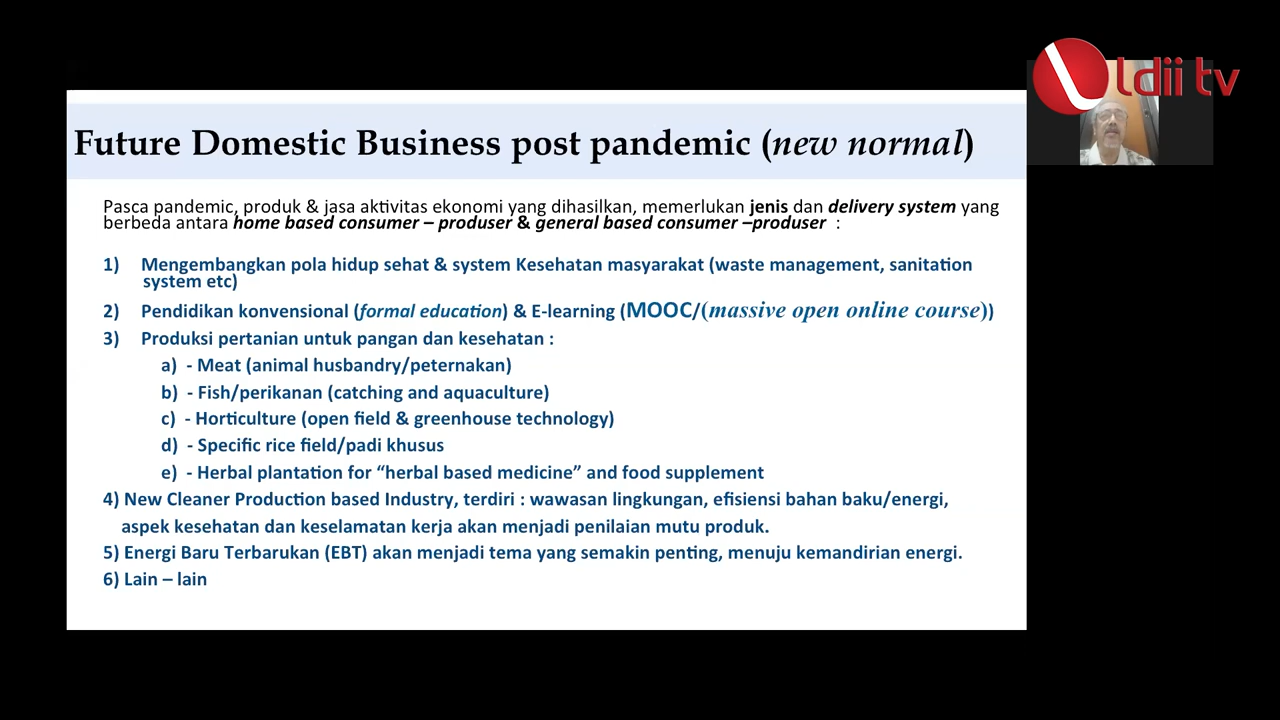 ldii tv
Future Domestic Business post pandemic (new normal)
Pasca pandemic, produk & jasa aktivitas ekonomi yang dihasilkan, memerlukan jenis dan delivery system yang
berbeda antara home based consumer – produser & general based consumer –produser :
1) Mengembangkan pola hidup sehat & system Kesehatan masyarakat (waste management, sanitation
system etc)
2) Pendidikan konvensional (formal education) & E-learning (MOOC/(massive open online course))
3) Produksi pertanian untuk pangan dan kesehatan :
a) - Meat (animal husbandry/peternakan)
b) - Fish/perikanan (catching and aquaculture)
c) - Horticulture (open field & greenhouse technology)
d) - Specific rice field/padi khusus
e) - Herbal plantation for “herbal based medicine” and food supplement
4) New Cleaner Production based Industry, terdiri : wawasan lingkungan, efisiensi bahan baku/energi,
aspek kesehatan dan keselamatan kerja akan menjadi penilaian mutu produk.
5) Energi Baru Terbarukan (EBT) akan menjadi tema yang semakin penting, menuju kemandirian energi.
6) Lain – lain